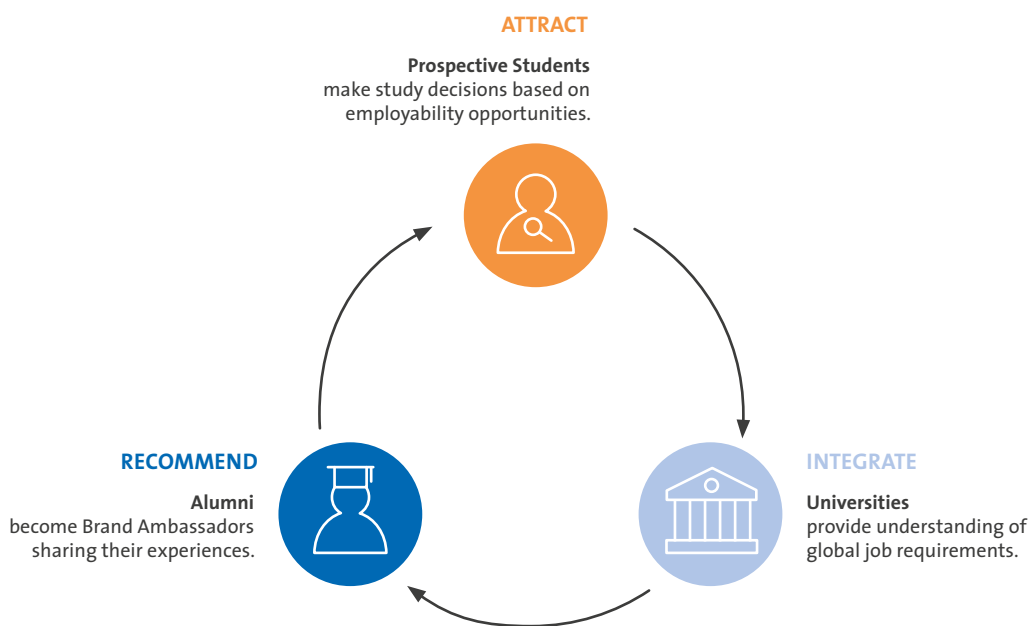 ATTRACT
Prospective Students
make study decisions based on
employability opportunities.
RECOMMEND
Alumni
become Brand Ambassadors
sharing their experiences.
INTEGRATE
Universities
provide understanding of
global job requirements.